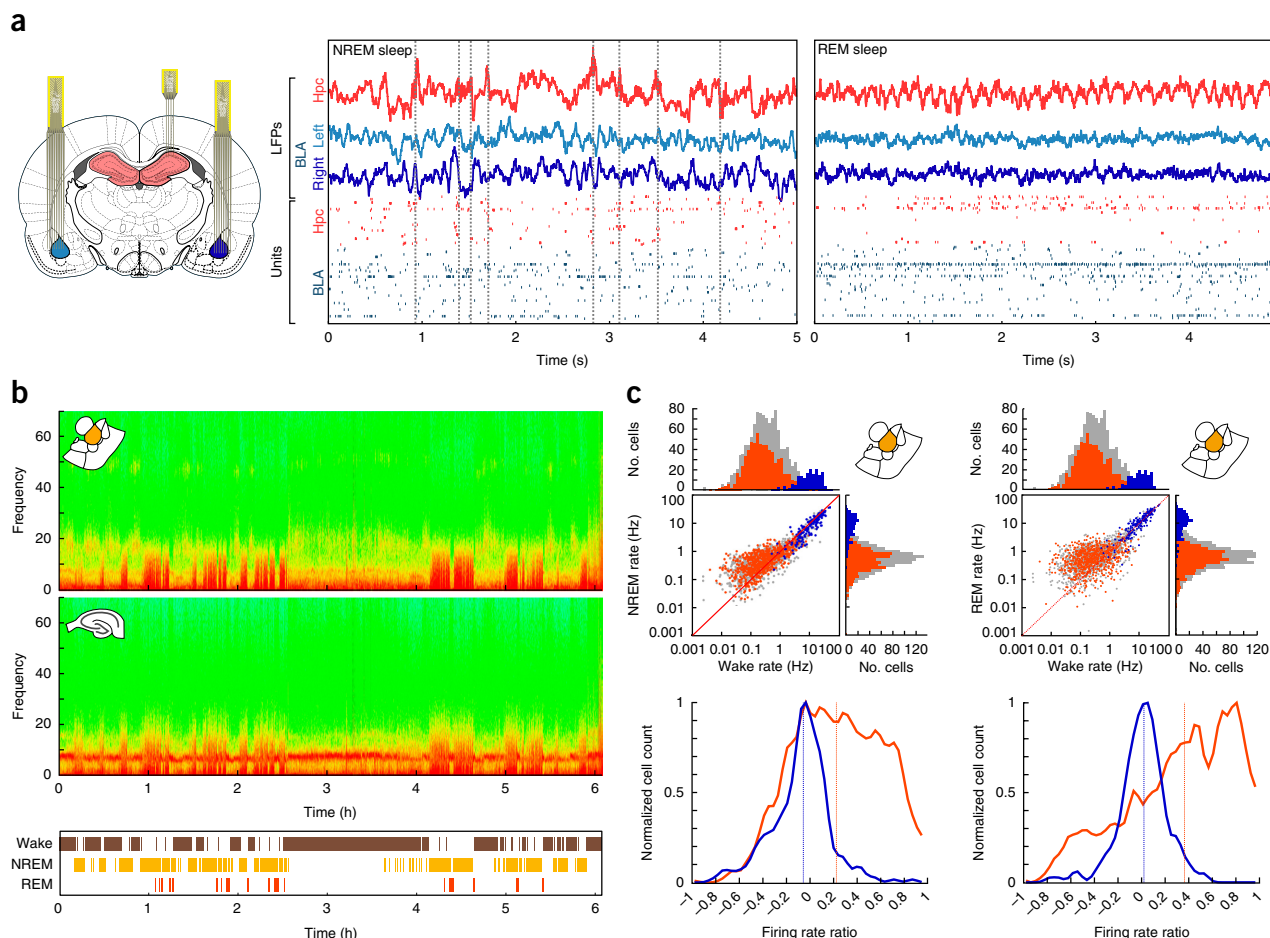 a
NREM sleep
REM sleep
LFPs
Hpc
BLA
Left
Right
Units
Hpc
BLA
0 1 2 3 4 5
Time (s)
0 1 2 3 4
Time (s)
b
Frequency
60
40
20
0
Frequency
60
40
20
0
0 1 2 3 4 5 6
Time (h)
Wake
NREM
REM
0 1 2 3 4 5 6
Time (h)
c
No. cells
80
60
40
20
0
NREM rate (Hz)
100
10
1
0.1
0.01
0.001
0.001 0.01 0.1 1 10 100
Wake rate (Hz)
0 40 80 120
No. cells
No. cells
80
60
40
20
0
REM rate (Hz)
100
10
1
0.1
0.01
0.001
0.001 0.01 0.1 1 10 100
Wake rate (Hz)
0 40 80 120
No. cells
Normalized cell count
1
0.5
0
−1 −0.8 −0.6 −0.4 −0.2 0 0.2 0.4 0.6 0.8 1
Firing rate ratio
Normalized cell count
1
0.5
0
−1 −0.8 −0.6 −0.4 −0.2 0 0.2 0.4 0.6 0.8 1
Firing rate ratio